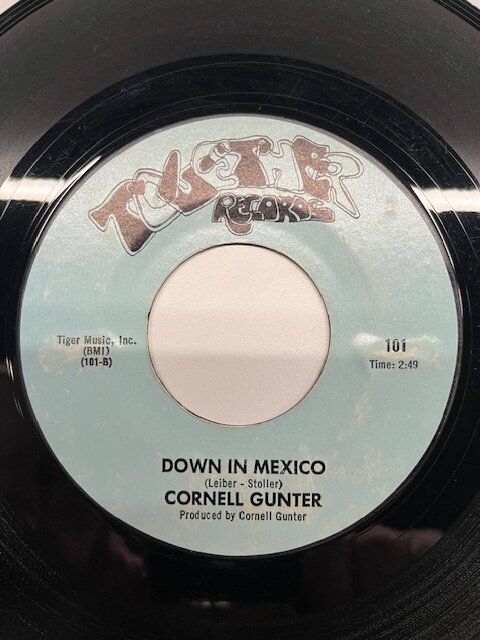 TOGETHER
RECORDS
Tiger Music, Inc.
(BMI)
(101-B)
101
Time: 2:49
DOWN IN MEXICO
(Leiber - Stoller)
CORNELL GUNTER
Produced by Cornell Gunter